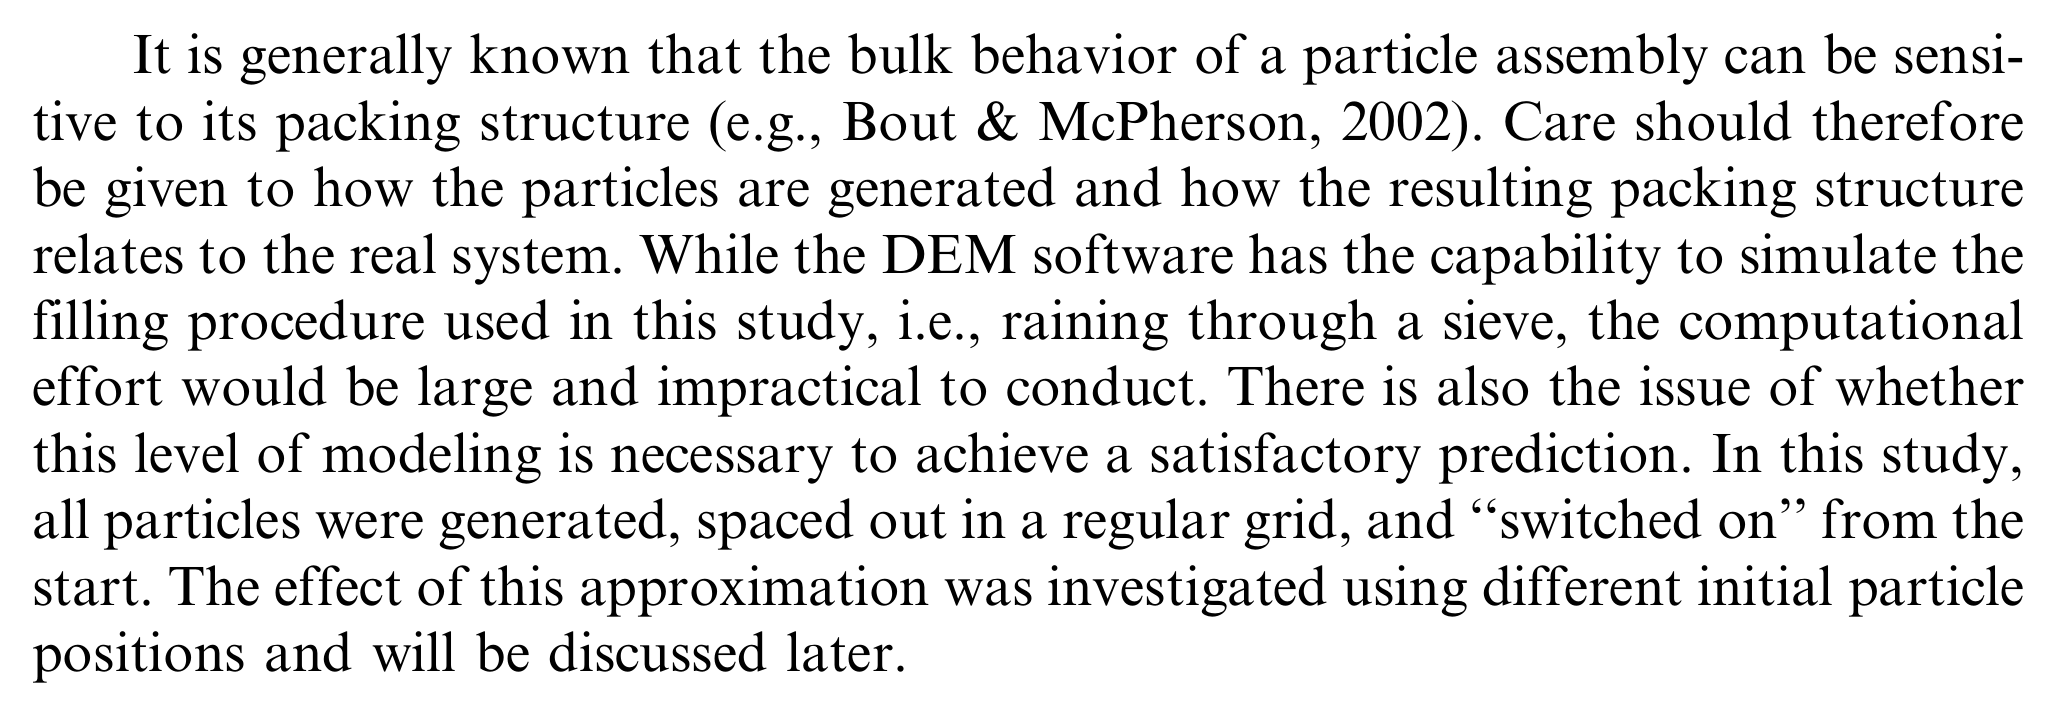 It is generally known that the bulk behavior of a particle assembly can be sensi-
tive to its packing structure (e.g., Bout & McPherson, 2002). Care should therefore
be given to how the particles are generated and how the resulting packing structure
relates to the real system. While the DEM software has the capability to simulate the
filling procedure used in this study, i.e., raining through a sieve, the computational
effort would be large and impractical to conduct. There is also the issue of whether
this level of modeling is necessary to achieve a satisfactory prediction. In this study,
all particles were generated, spaced out in a regular grid, and “switched on” from the
start. The effect of this approximation was investigated using different initial particle
positions and will be discussed later.